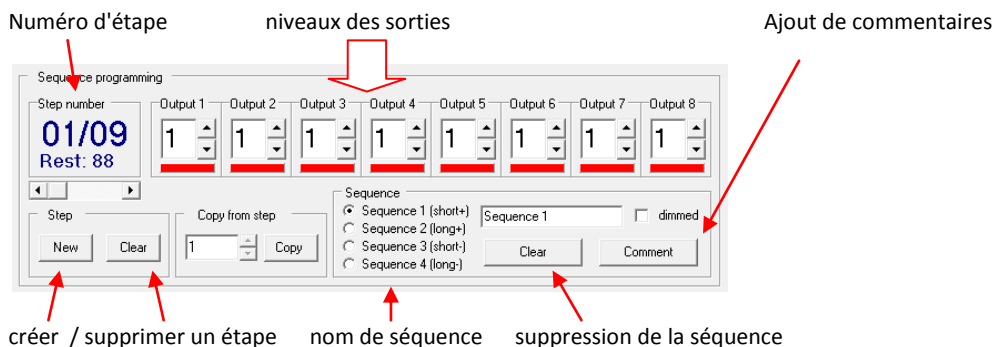 Numéro d'étape niveaux des sorties Ajout de commentaires
Sequence programming
Step number Output 1 Output 2 Output 3 Output 4 Output 5 Output 6 Output 7 Output 8
01/09 1 1 1 1 1 1 1 1
Rest: 88
Step Copy from step Sequence
Sequence 1 (short+) Sequence 1 dimmed
Sequence 2 (long+)
New Clear 1 Copy Sequence 3 (short-) Clear Comment
Sequence 4 (long-)
créer / supprimer un étape nom de séquence suppression de la séquence